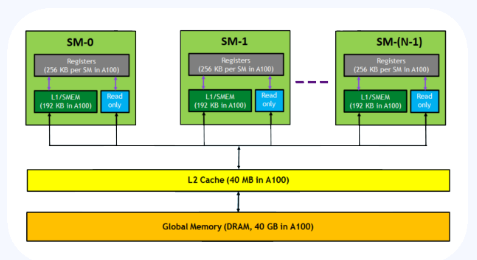 SM-0
Registers
(256 KB per SM in A100)
L1/SMEM
(192 KB in A100)
Read
only
SM-1
Registers
(256 KB per SM in A100)
L1/SMEM
(192 KB in A100)
Read
only
SM-(N-1)
Registers
(256 KB per SM in A100)
L1/SMEM
(192 KB in A100)
Read
only
L2 Cache (40 MB in A100)
Global Memory (DRAM, 40 GB in A100)